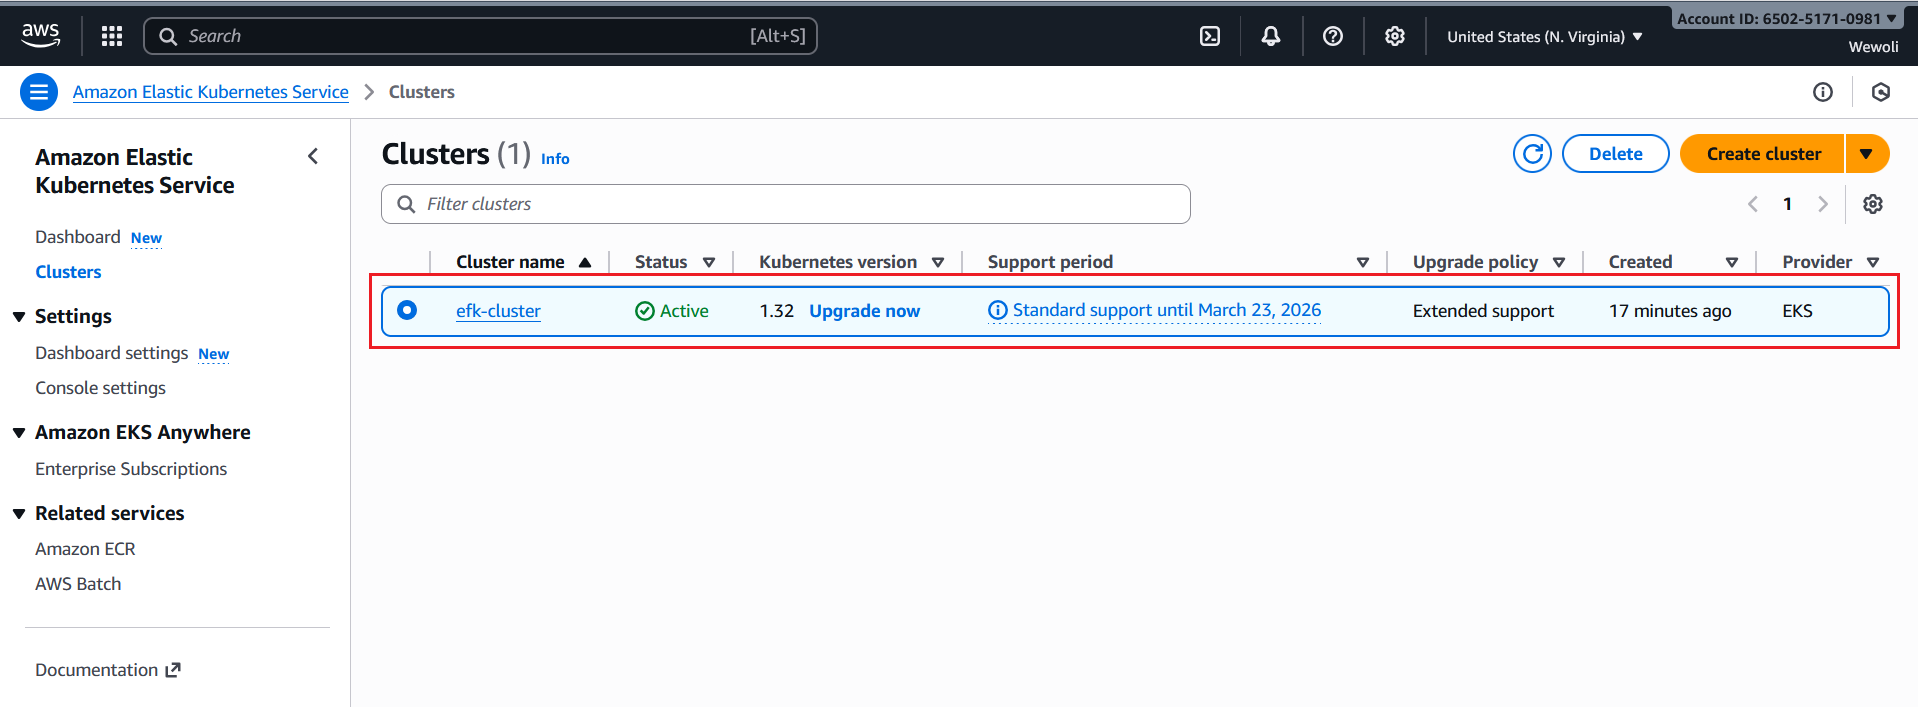 aws
Search [Alt+S]
United States (N. Virginia)
Account ID: 6502-5171-0981
Wewoli
Amazon Elastic Kubernetes Service > Clusters
Amazon Elastic
Kubernetes Service
Dashboard New
Clusters
Settings
Dashboard settings New
Console settings
Amazon EKS Anywhere
Enterprise Subscriptions
Related services
Amazon ECR
AWS Batch
Documentation
Clusters (1) Info
Delete
Create cluster
Filter clusters
1
Cluster name Status Kubernetes version Support period Upgrade policy Created Provider
efk-cluster Active 1.32 Upgrade now Standard support until March 23, 2026 Extended support 17 minutes ago EKS